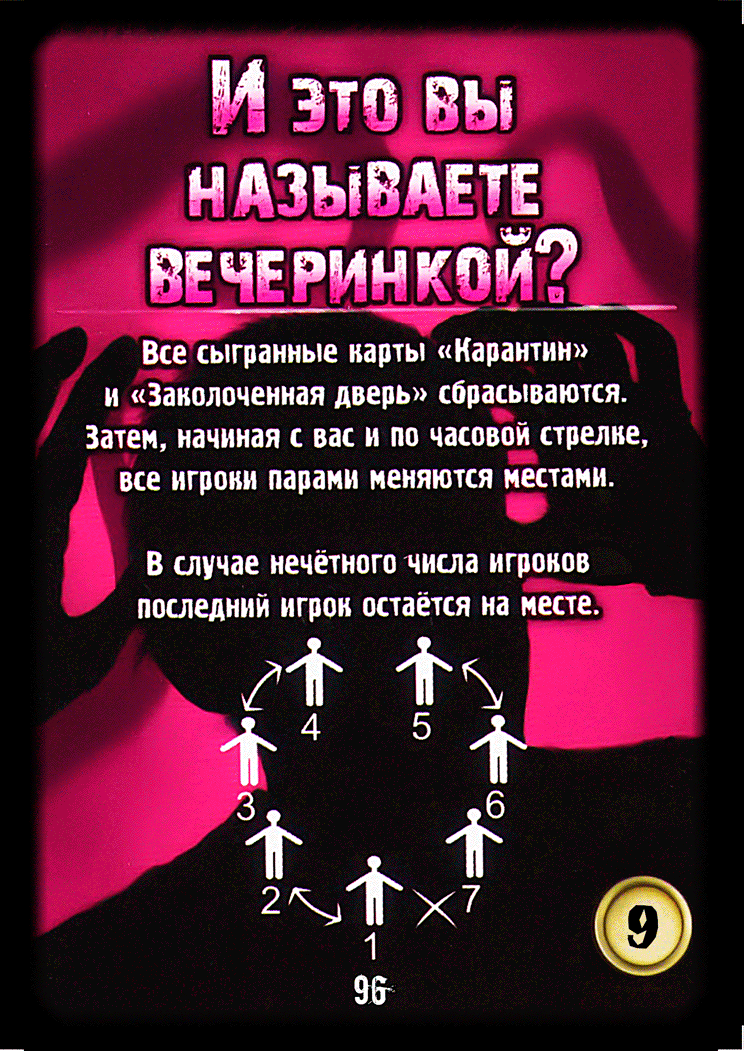 И это вы
называете
вечеринкой?
Все сыгранные карты «Карантин»
и «Заколоченная дверь» сбрасываются.
Затем, начиная с вас и по часовой стрелке,
все игроки парами меняются местами.
В случае нечётного числа игроков
последний игрок остаётся на месте.
4 5
3 6
2 7
1
9
96